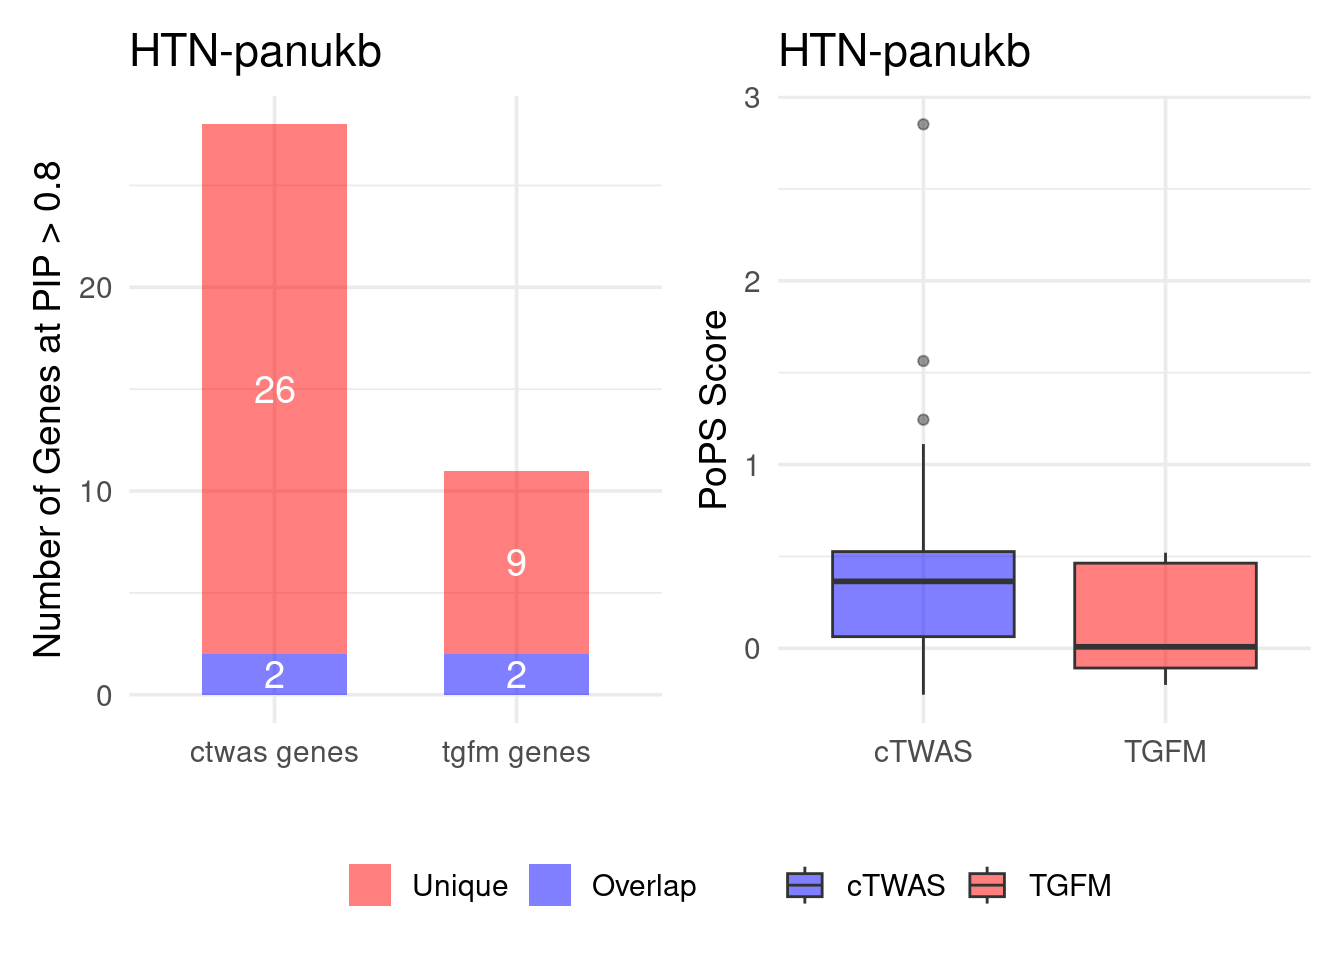 HTN-panukb
Number of Genes at PIP > 0.8
20
10
0
26
2
9
2
ctwas genes
tgfm genes
HTN-panukb
PoPS Score
3
2
1
0
cTWAS
TGFM
Unique
Overlap
cTWAS
TGFM